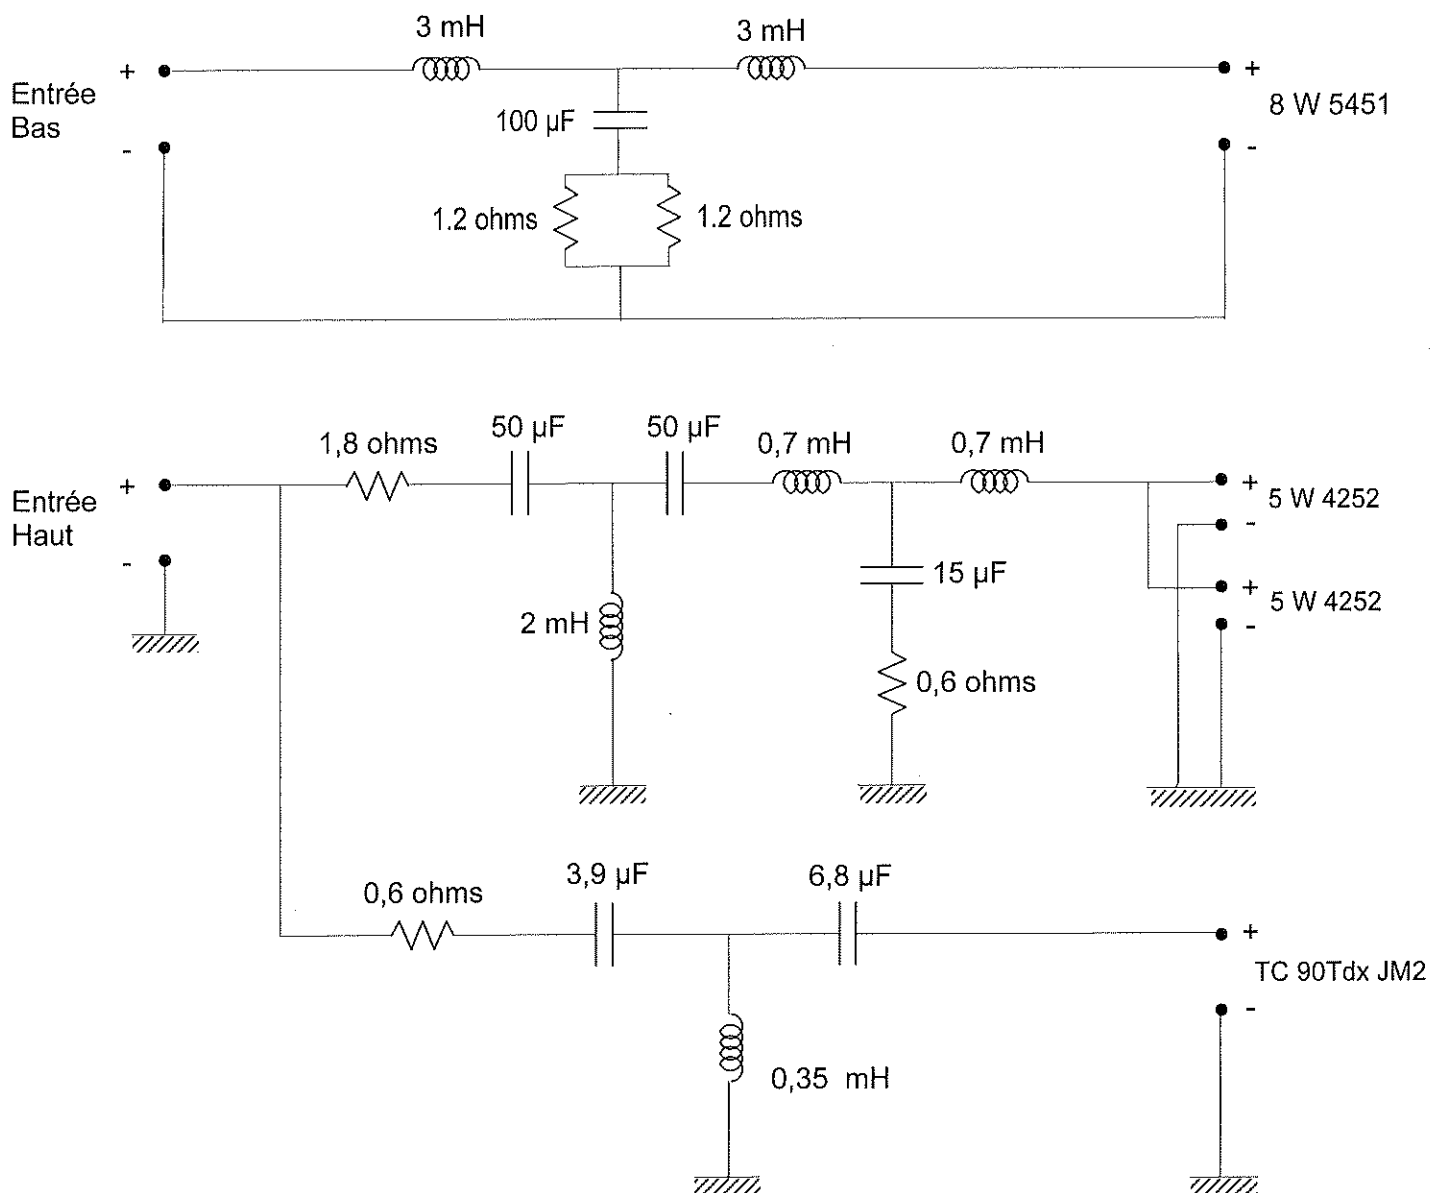 3 mH
3 mH
+
+
Entrée
Bas
8 W 5451
100 µF
-
-
1.2 ohms
1.2 ohms
50 µF
50 µF
1,8 ohms
0,7 mH
0,7 mH
+
+
Entrée
Haut
5 W 4252
-
-
15 µF
+
5 W 4252
2 mH
-
0,6 ohms
3,9 µF
6,8 µF
0,6 ohms
+
TC 90Tdx JM2
-
0,35 mH